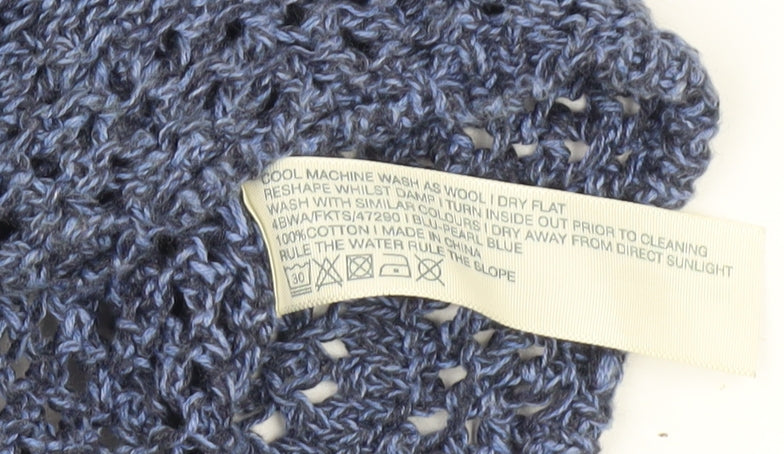 COOL MACHINE WASH AS WOOL | DRY FLAT
RESHAPE WHILST DAMP | TURN INSIDE OUT PRIOR TO CLEANING
WASH WITH SIMILAR COLOURS | DRY AWAY FROM DIRECT SUNLIGHT
4BWA/FKTS/47290 | BLU-PEARL BLUE
100% COTTON | MADE IN CHINA
RULE THE WATER RULE THE SLOPE
30